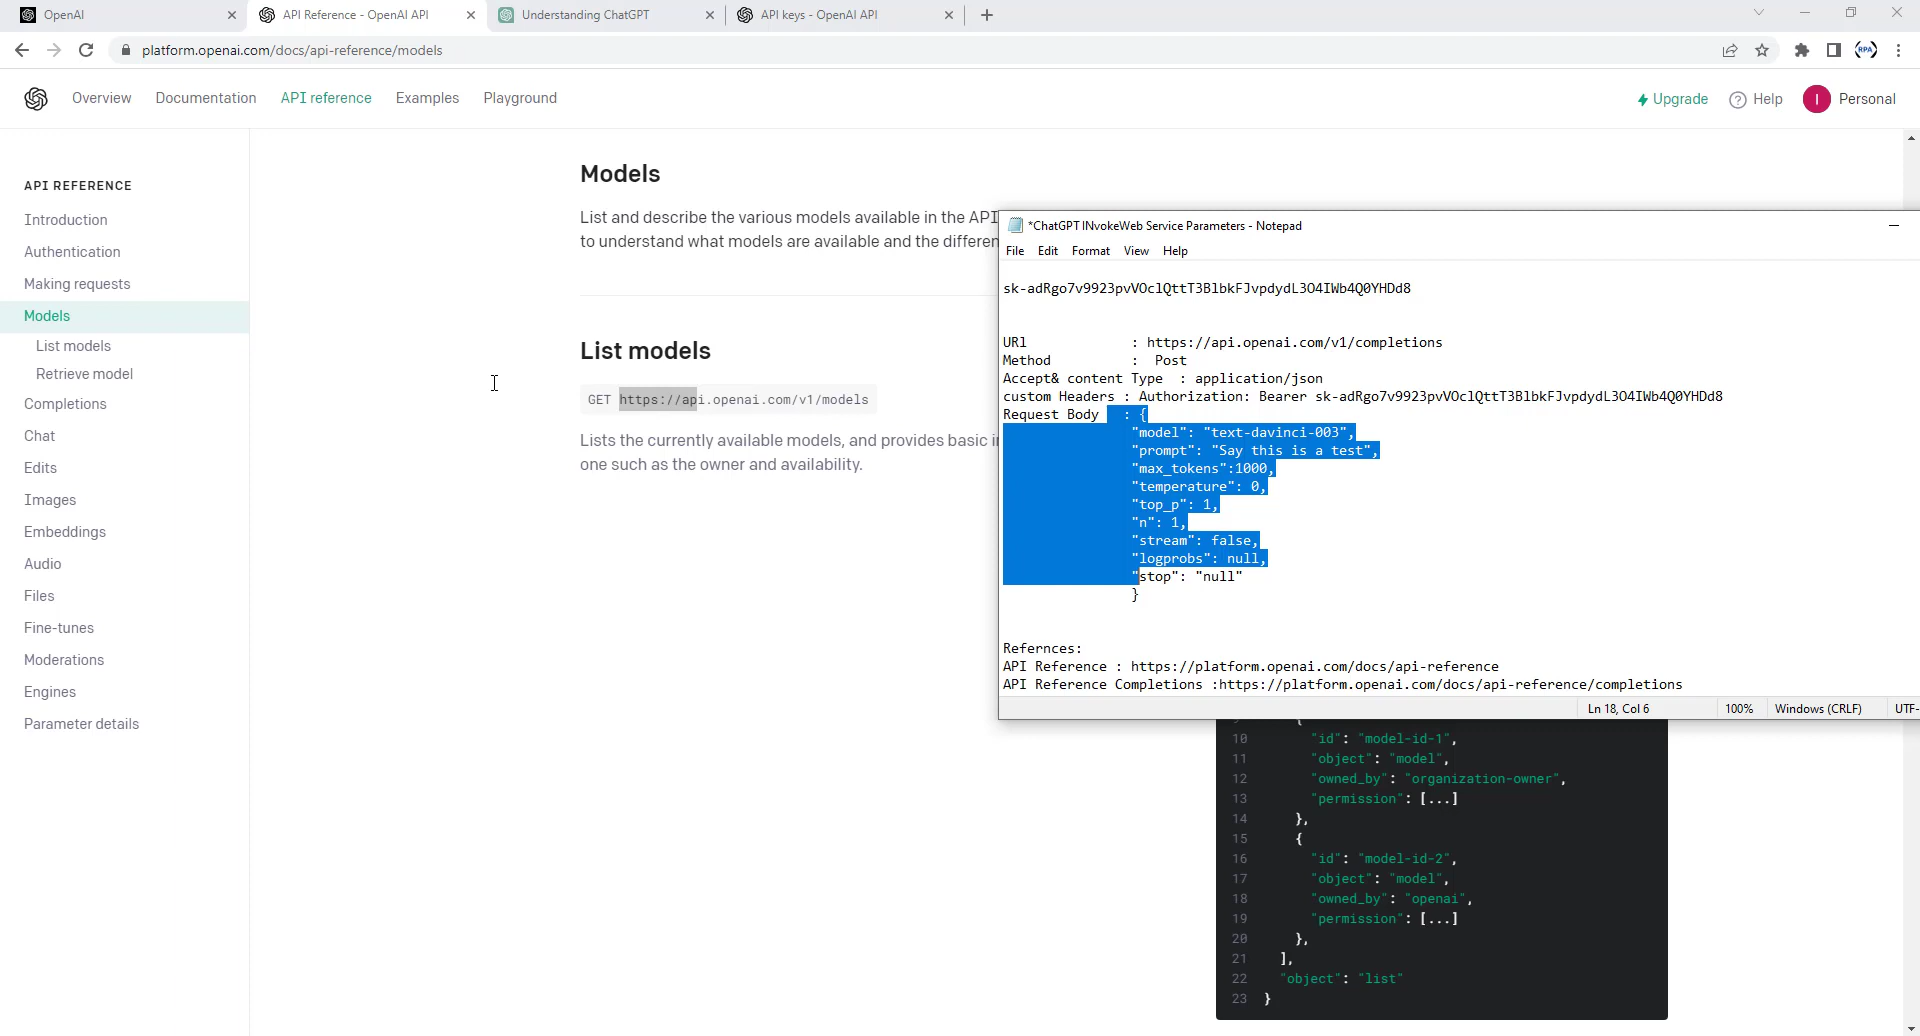 OpenAI
API Reference - OpenAI API
Understanding ChatGPT
API keys - OpenAI API
platform.openai.com/docs/api-reference/models
RPA
Overview
Documentation
API reference
Examples
Playground
Upgrade
Help
I
Personal
API REFERENCE
Introduction
Authentication
Making requests
Models
List models
Retrieve model
Completions
Chat
Edits
Images
Embeddings
Audio
Files
Fine-tunes
Moderations
Engines
Parameter details
Models
List and describe the various models available in the API
to understand what models are available and the differen
List models
GET https://api.openai.com/v1/models
Lists the currently available models, and provides basic i
one such as the owner and availability.
*ChatGPT INvokeWeb Service Parameters - Notepad
File Edit Format View Help
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
URl : https://api.openai.com/v1/completions
Method : Post
Accept& content Type : application/json
custom Headers : Authorization: Bearer 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
Request Body : {
"model": "text-davinci-003",
"prompt": "Say this is a test",
"max_tokens":1000,
"temperature": 0,
"top_p": 1,
"n": 1,
"stream": false,
"logprobs": null,
"stop": "null"
}
Refernces:
API Reference : https://platform.openai.com/docs/api-reference
API Reference Completions :https://platform.openai.com/docs/api-reference/completions
Ln 18, Col 6
100%
Windows (CRLF)
UTF-
9 {
10 "id": "model-id-1",
11 "object": "model",
12 "owned_by": "organization-owner",
13 "permission": [...]
14 },
15 {
16 "id": "model-id-2",
17 "object": "model",
18 "owned_by": "openai",
19 "permission": [...]
20 },
21 ],
22 "object": "list"
23 }